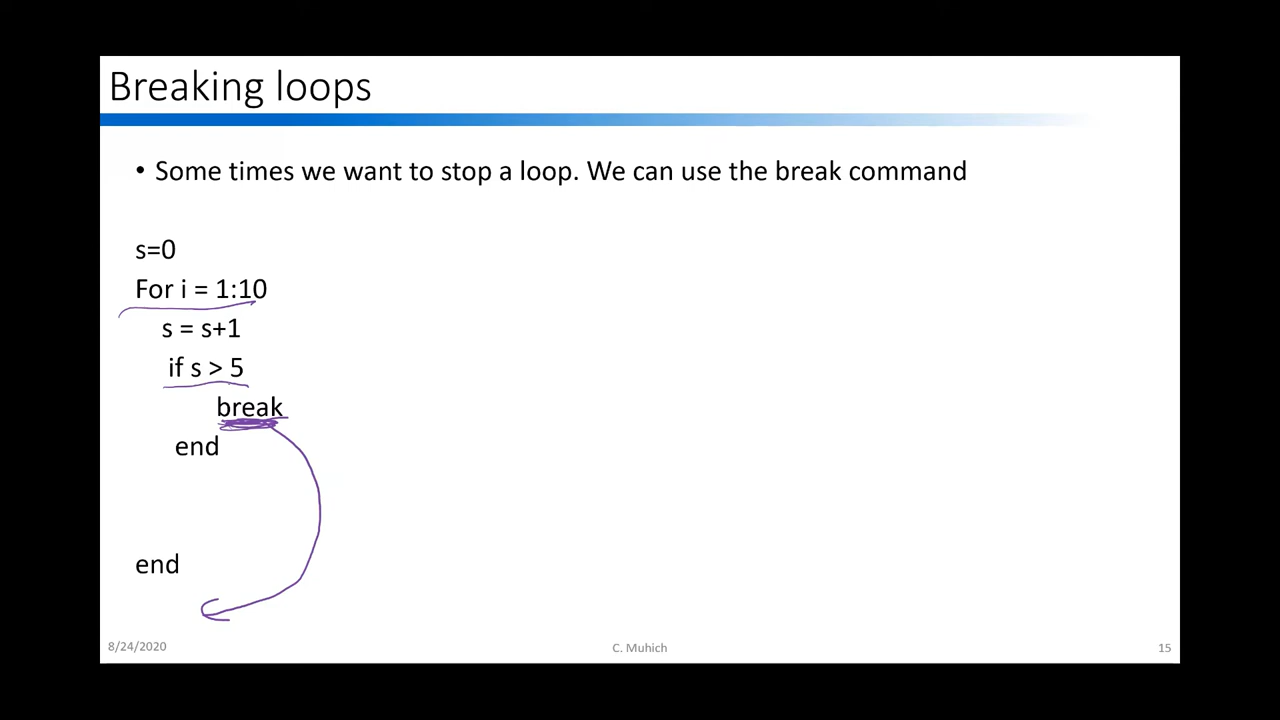 Breaking loops
• Some times we want to stop a loop. We can use the break command
s=0
For i = 1:10
s = s+1
if s > 5
break
end
end
8/24/2020
C. Muhich
15